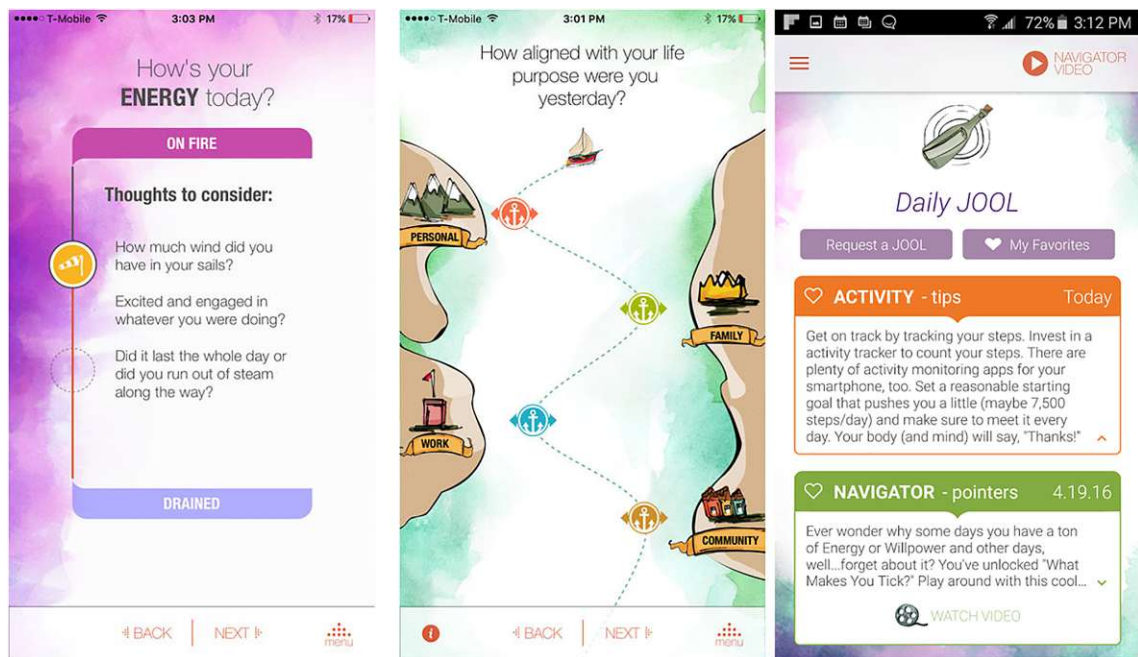 T-Mobile 3:03 PM 17%
How's your
ENERGY today?
ON FIRE
Thoughts to consider:
How much wind did you
have in your sails?
Excited and engaged in
whatever you were doing?
Did it last the whole day or
did you run out of steam
along the way?
DRAINED
BACK NEXT menu
T-Mobile 3:01 PM 17%
How aligned with your life
purpose were you
yesterday?
PERSONAL
FAMILY
WORK
COMMUNITY
i BACK NEXT menu
72% 3:12 PM
NAVIGATOR
VIDEO
Daily JOOL
Request a JOOL My Favorites
ACTIVITY - tips Today
Get on track by tracking your steps. Invest in a
activity tracker to count your steps. There are
plenty of activity monitoring apps for your
smartphone, too. Set a reasonable starting
goal that pushes you a little (maybe 7,500
steps/day) and make sure to meet it every
day. Your body (and mind) will say, "Thanks!"
NAVIGATOR - pointers 4.19.16
Ever wonder why some days you have a ton
of Energy or Willpower and other days,
well...forget about it? You've unlocked "What
Makes You Tick?" Play around with this cool...
WATCH VIDEO